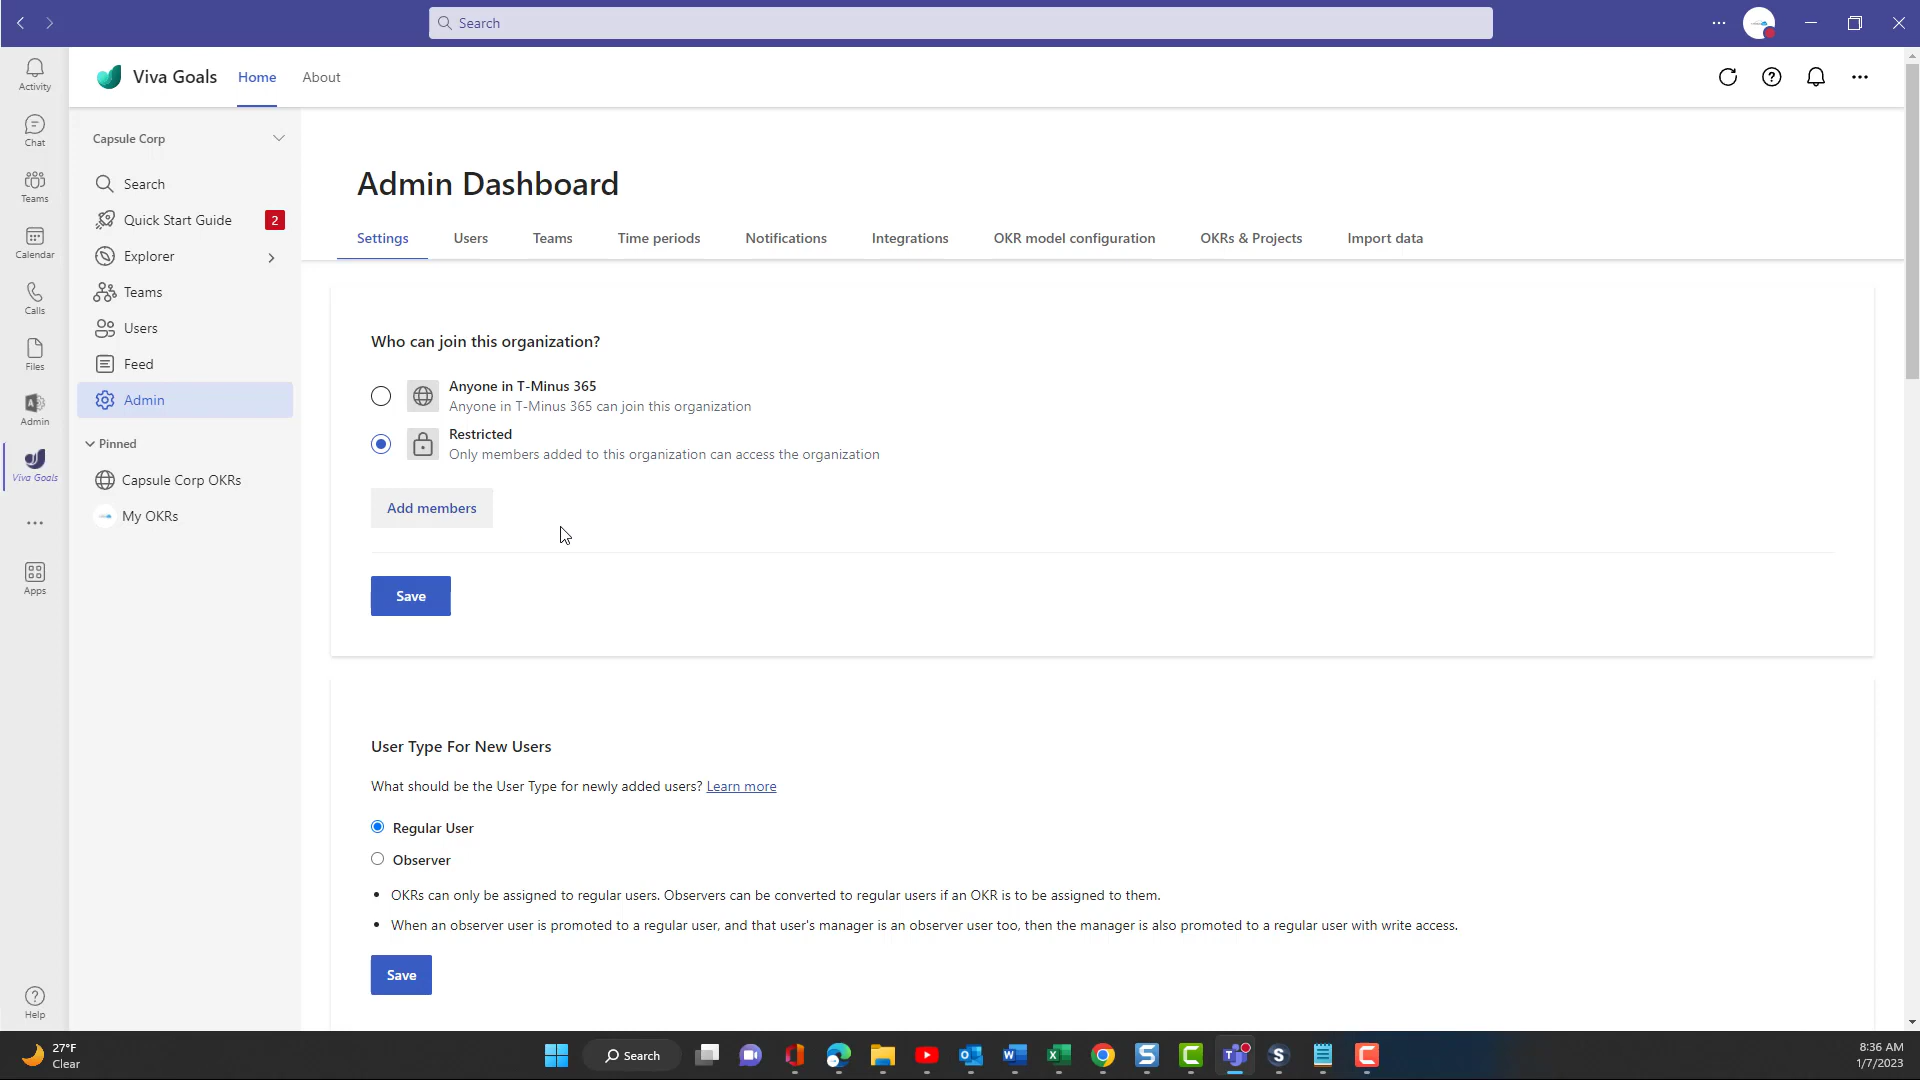 Search
Activity
Chat
Teams
Calendar
Calls
Files
Admin
Viva Goals
Apps
Help
Viva Goals
Home
About
Capsule Corp
Search
Quick Start Guide
2
Explorer
Teams
Users
Feed
Admin
Pinned
Capsule Corp OKRs
My OKRs
Admin Dashboard
Settings
Users
Teams
Time periods
Notifications
Integrations
OKR model configuration
OKRs & Projects
Import data
Who can join this organization?
Anyone in T-Minus 365
Anyone in T-Minus 365 can join this organization
Restricted
Only members added to this organization can access the organization
Add members
Save
User Type For New Users
What should be the User Type for newly added users? Learn more
Regular User
Observer
• OKRs can only be assigned to regular users. Observers can be converted to regular users if an OKR is to be assigned to them.
• When an observer user is promoted to a regular user, and that user's manager is an observer user too, then the manager is also promoted to a regular user with write access.
Save
27°F
Clear
Search
8:36 AM
1/7/2023